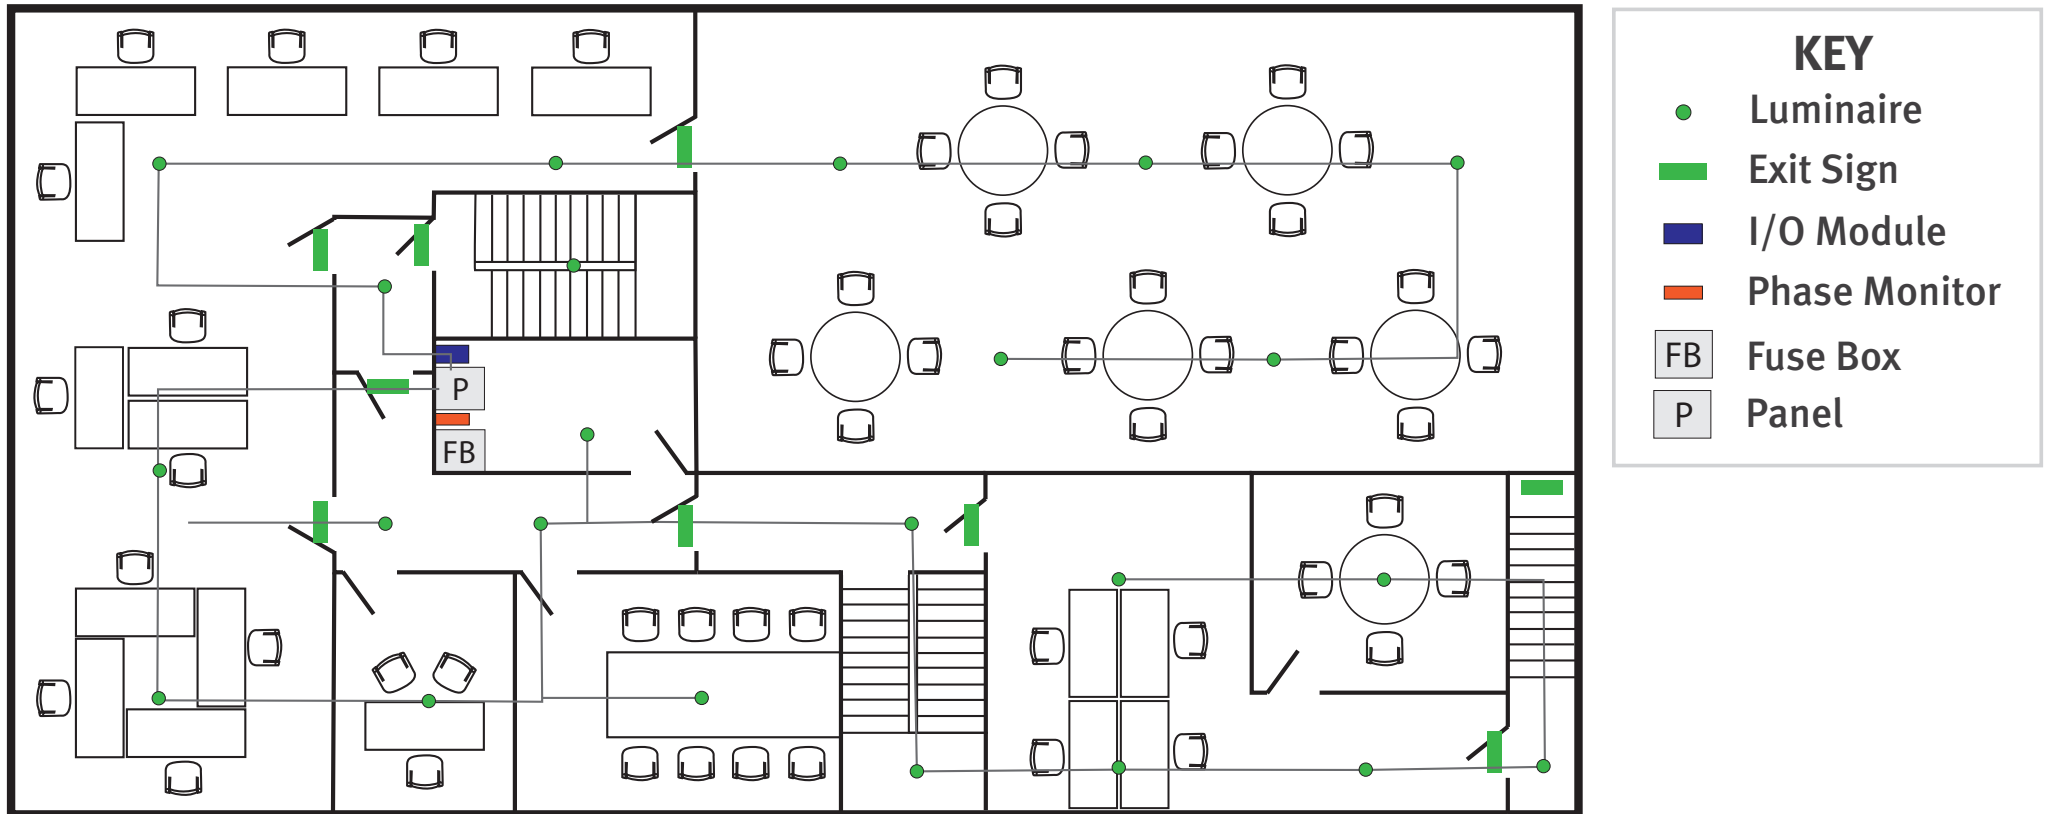 P
FB
KEY
Luminaire
Exit Sign
I/O Module
Phase Monitor
FB Fuse Box
P Panel